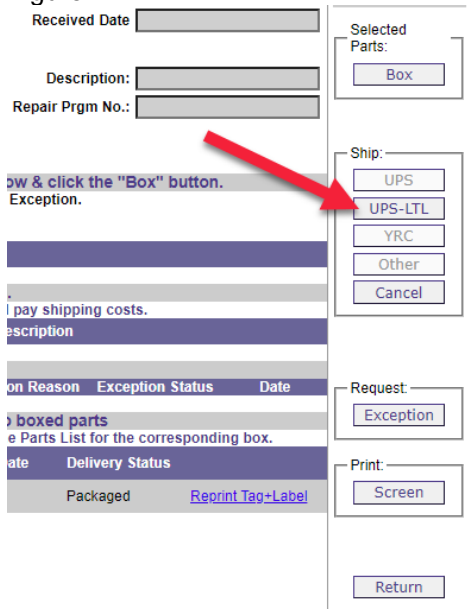 Received Date
Description:
Repair Prgm No.:
ow & click the "Box" button.
Exception.
.
pay shipping costs.
escription
on Reason Exception Status Date
o boxed parts
e Parts List for the corresponding box.
ate Delivery Status
Packaged Reprint Tag+Label
Selected
Parts:
Box
Ship:
UPS
UPS-LTL
YRC
Other
Cancel
Request:
Exception
Print:
Screen
Return